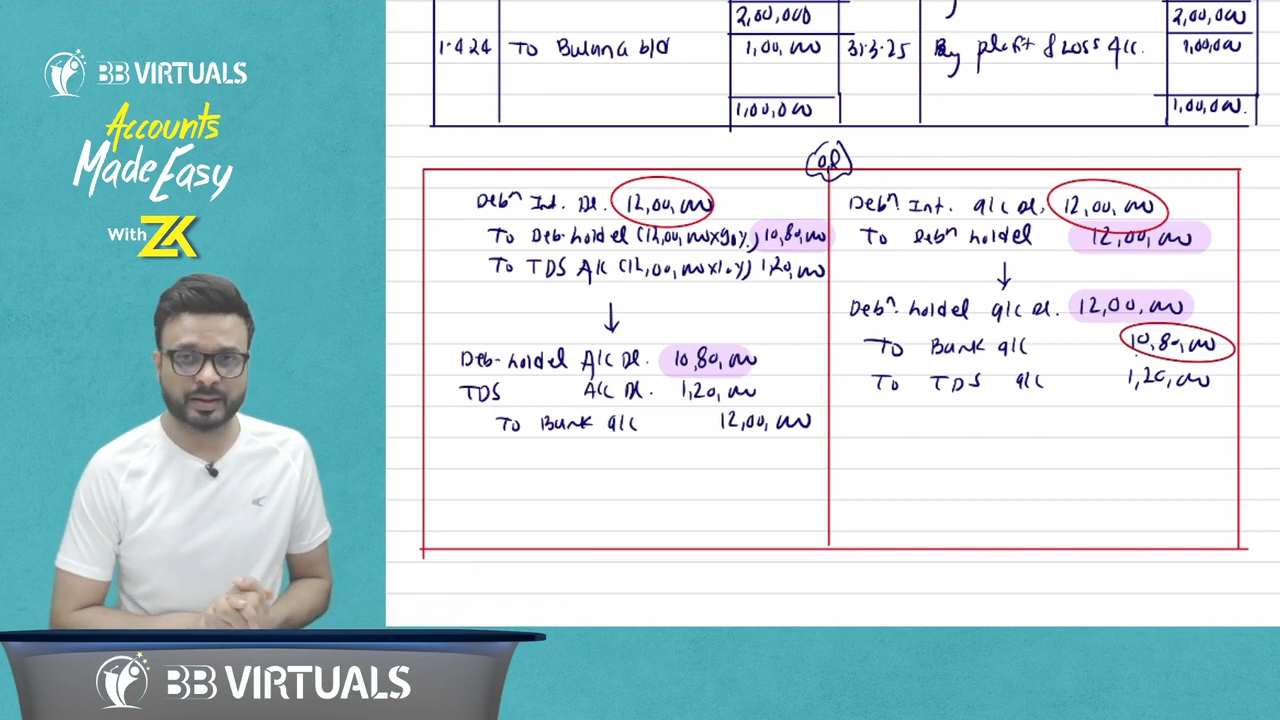 BB VIRTUALS
Accounts
Made Easy
With ZK
2,00,000 2,00,000
1.4.24 To Balance b/d 1,00,000 31.3.25 By profit & Loss A/c. 1,00,000
1,00,000 1,00,000.
OR
Debⁿ Int. Dr. 12,00,000
To Deb-holder (12,00,000x90%) 10,80,000
To TDS A/c (12,00,000x10%) 1,20,000
↓
Deb-holder A/c Dr. 10,80,000
TDS A/c Dr. 1,20,000
To Bank a/c 12,00,000
Debⁿ Int. a/c Dr. 12,00,000
To Debⁿ holder 12,00,000
↓
Debⁿ. holder a/c Dr. 12,00,000
To Bank a/c 10,80,000
To TDS a/c 1,20,000
BB VIRTUALS